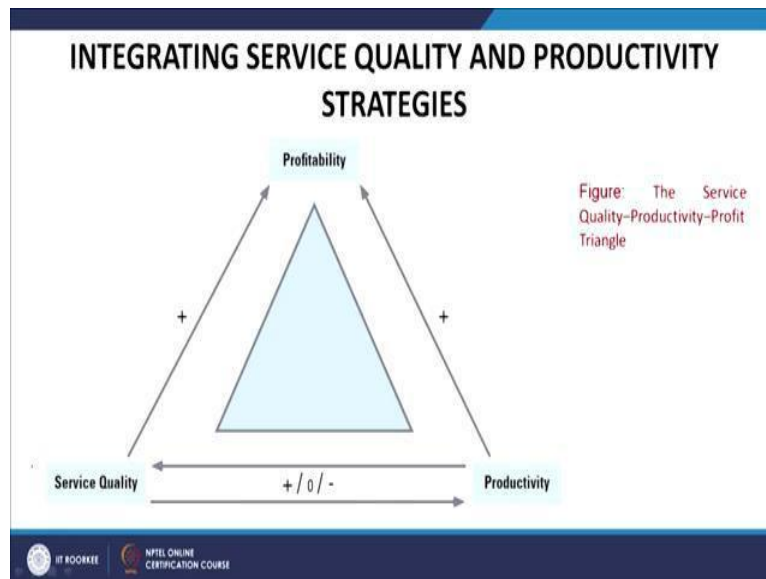 INTEGRATING SERVICE QUALITY AND PRODUCTIVITY
STRATEGIES
Profitability
Figure: The Service
Quality–Productivity–Profit
Triangle
+
+
Service Quality
+ / 0 / -
Productivity
IIT ROORKEE
NPTEL ONLINE
CERTIFICATION COURSE